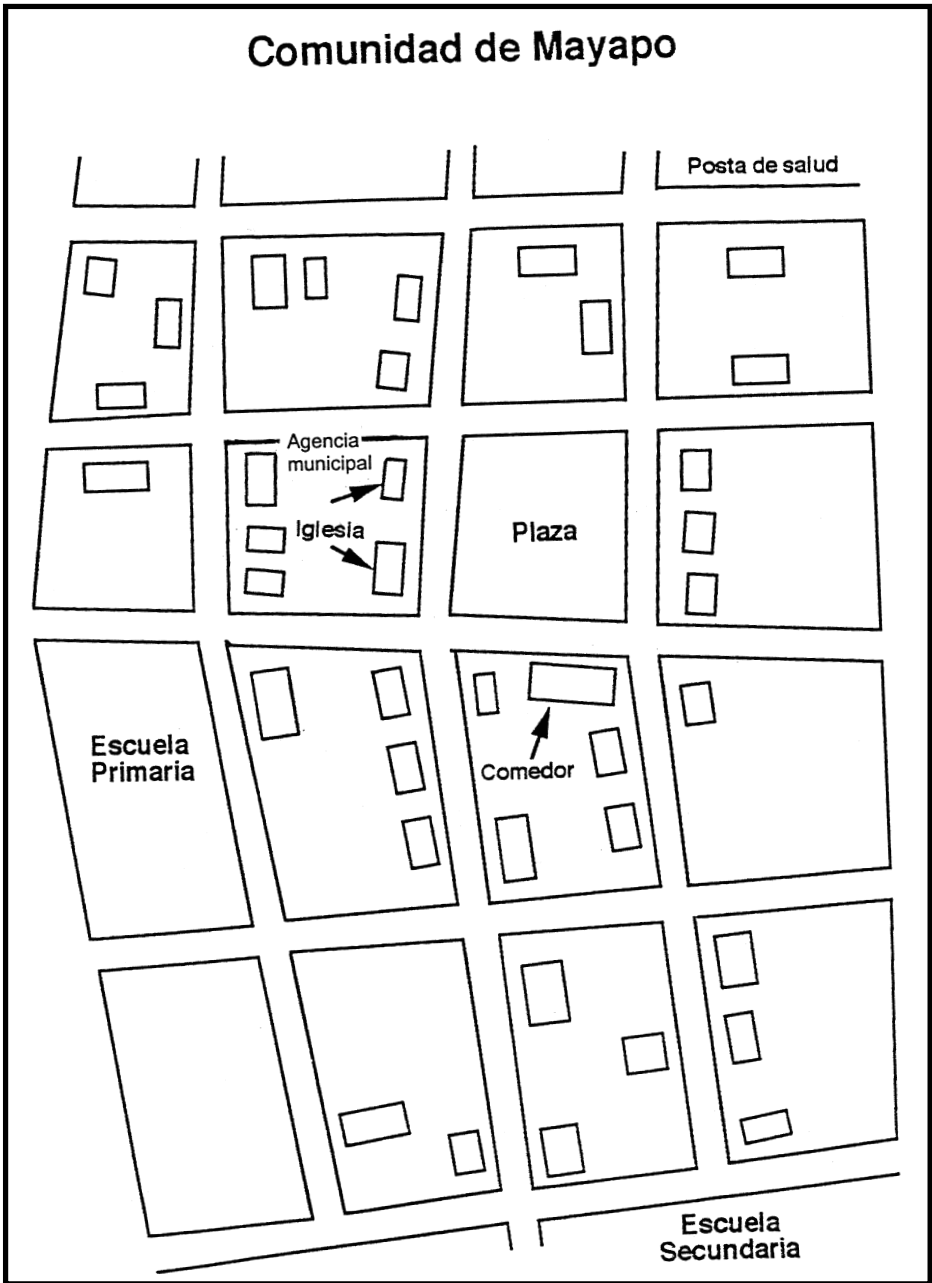 Comunidad de Mayapo
Posta de salud
Agencia
municipal
Iglesia
Plaza
Escuela
Primaria
Comedor
Escuela
Secundaria